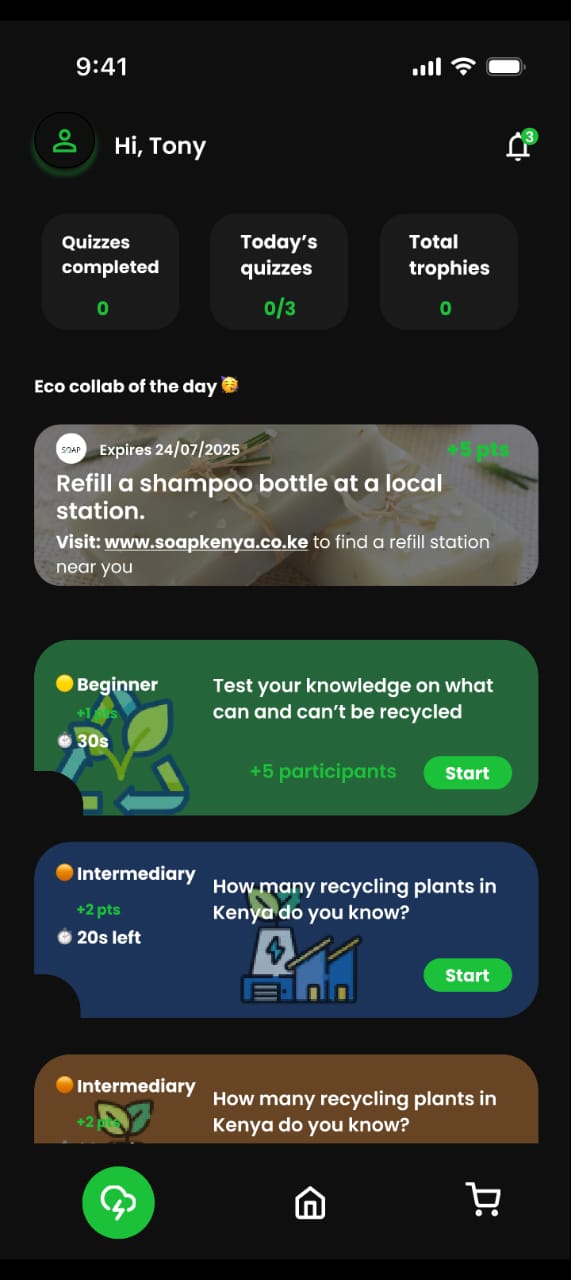 9:41
Hi, Tony
3
Quizzes
completed
0
Today’s
quizzes
0/3
Total
trophies
0
Eco collab of the day 🥳
SOAP
Expires 24/07/2025
+5 pts
Refill a shampoo bottle at a local
station.
Visit: www.soapkenya.co.ke to find a refill station
near you
Beginner
+1 pts
30s
Test your knowledge on what
can and can’t be recycled
+5 participants
Start
Intermediary
+2 pts
20s left
How many recycling plants in
Kenya do you know?
Start
Intermediary
+2 pts
How many recycling plants in
Kenya do you know?